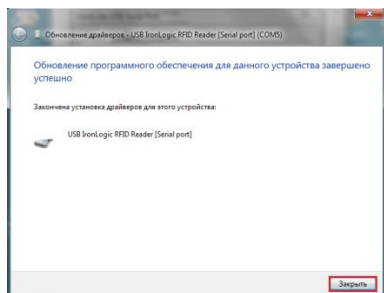 Обновление драйверов - USB IronLogic RFID Reader [Serial port] (COM5)
Обновление программного обеспечения для данного устройства завершено
успешно
Закончена установка драйверов для этого устройства:
USB IronLogic RFID Reader [Serial port]
Закрыть